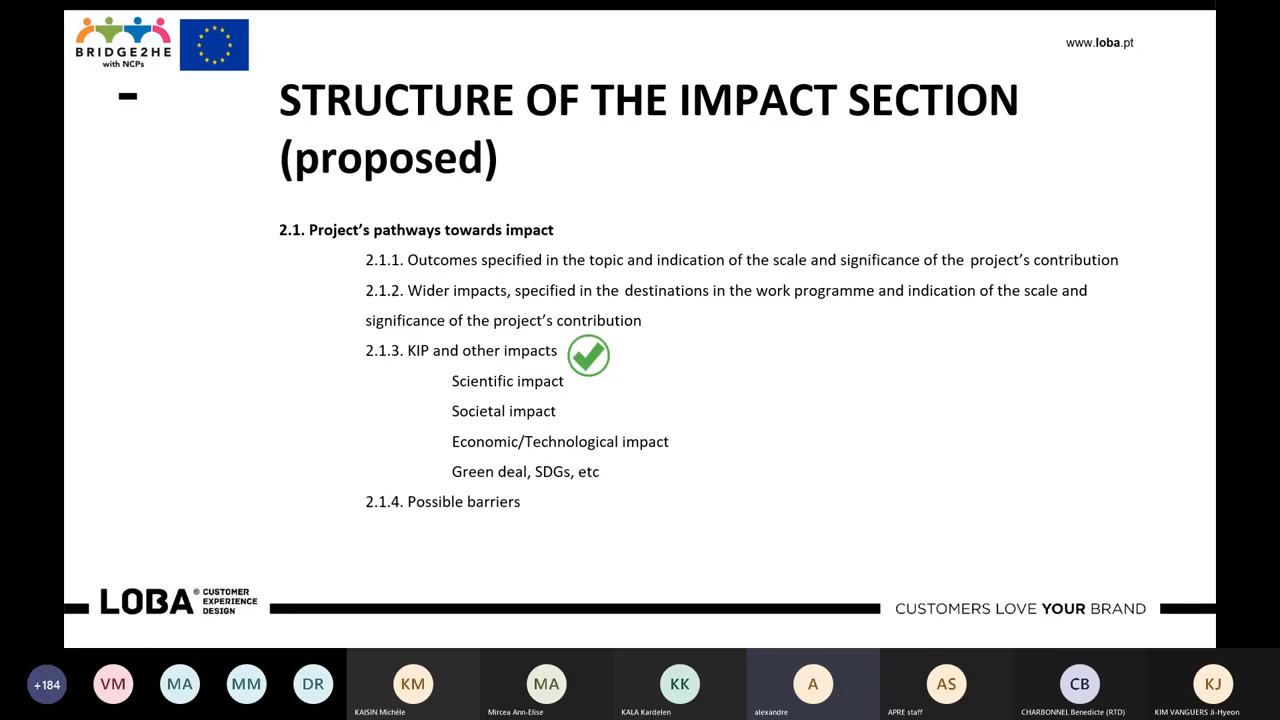 BRIDGE2HE
with NCPs
www.loba.pt
STRUCTURE OF THE IMPACT SECTION
(proposed)
2.1. Project's pathways towards impact
2.1.1. Outcomes specified in the topic and indication of the scale and significance of the project's contribution
2.1.2. Wider impacts, specified in the destinations in the work programme and indication of the scale and
significance of the project's contribution
2.1.3. KIP and other impacts
Scientific impact
Societal impact
Economic/Technological impact
Green deal, SDGs, etc
2.1.4. Possible barriers
LOBA® CUSTOMER
EXPERIENCE
DESIGN
CUSTOMERS LOVE YOUR BRAND
+184
VM
MA
MM
DR
KM
MA
KK
A
AS
CB
KJ
KAISIN Michèle
Mircea Ann-Elise
KALA Kardelen
alexandre
APRE staff
CHARBONNEL Benedicte (RTD)
KIM VANGUERS Ji-Hyeon